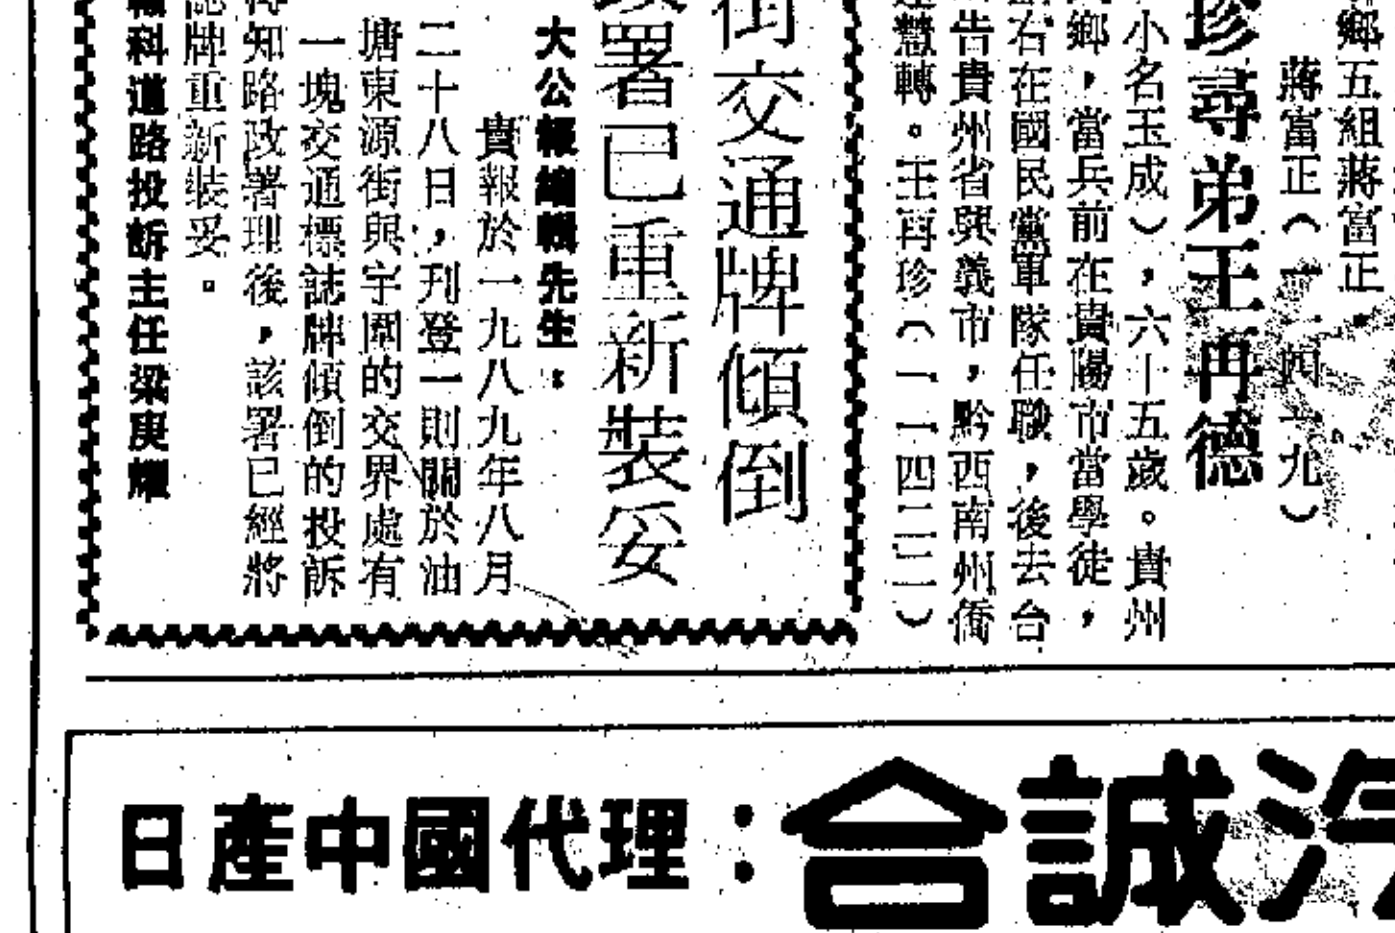 鄉五組蔣富正。
蔣富正（一一四一九）
珍尋弟王再德
小名玉成），六十五歲。貴州
鄉，當兵前在貴陽市當學徒，
右在國民黨軍隊任職，後去台
告貴州省興義市，黔西南州僑
慧轉。王再珍（一一四二二）
街交通牌傾倒
署已重新裝妥
大公報編輯先生：
貴報於一九八九年八月
二十八日，刊登一則關於油
塘東源街與宇圍的交界處有
一塊交通標誌牌傾倒的投訴
得知路政署理後，該署已經將
誌牌重新裝妥。
輯科道路投訴主任梁庚耀
日產中國代理：合誠汽